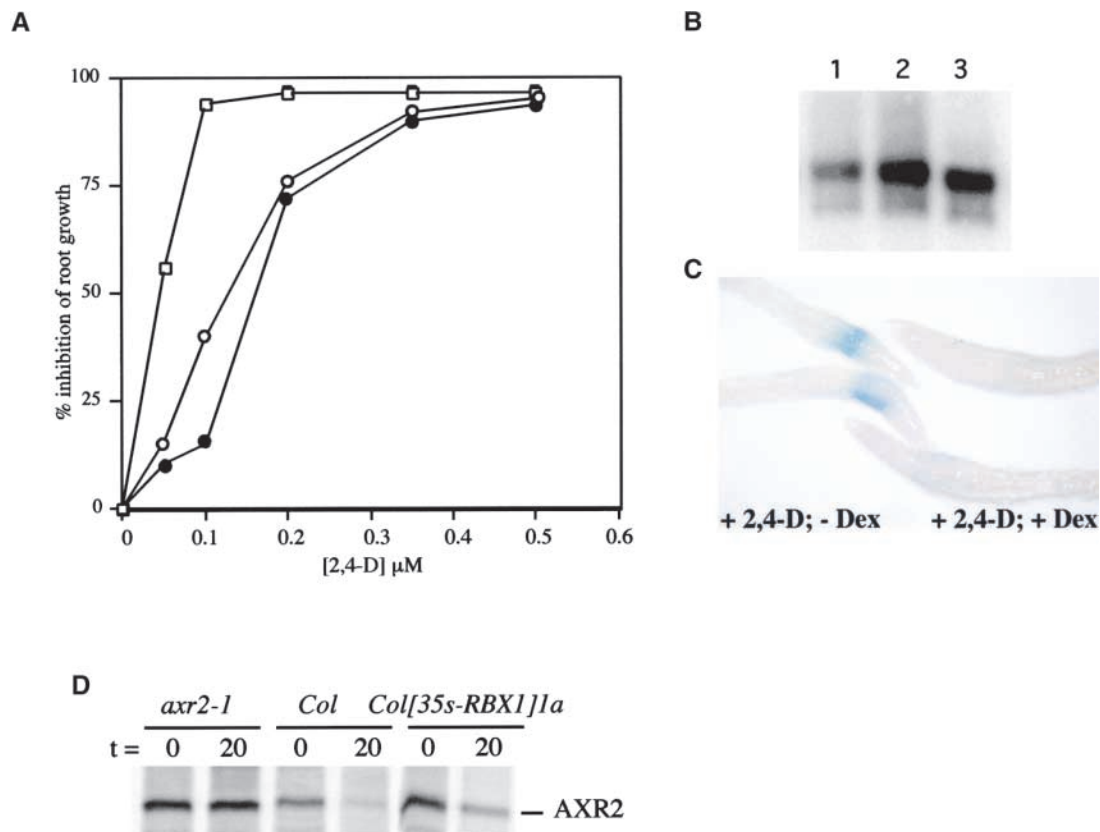 A
100
75
50
25
0
% inhibition of root growth
0 0.1 0.2 0.3 0.4 0.5 0.6
[2,4-D] µM
B
1 2 3
C
+ 2,4-D; - Dex + 2,4-D; + Dex
D
axr2-1 Col Col[35s-RBX1]1a
t = 0 20 0 20 0 20
AXR2